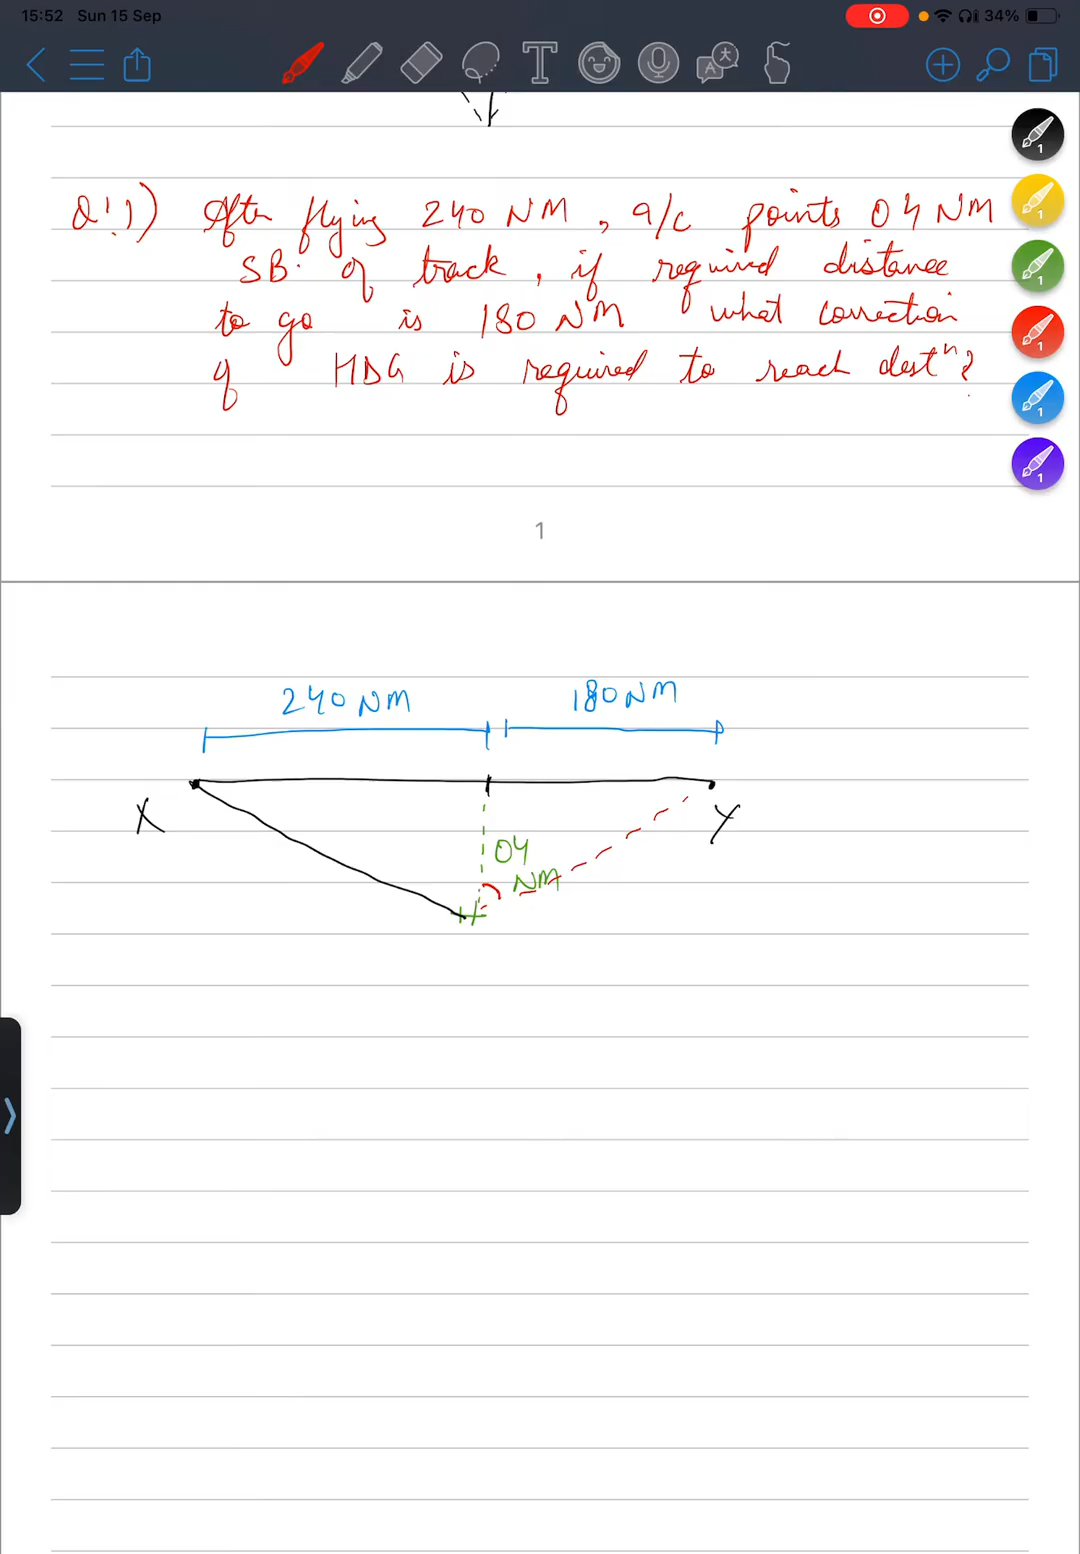 15:52 Sun 15 Sep 34%
Q.1) After flying 240 NM, a/c points 04 NM
SB. of track, if required distance
to go is 180 NM what correction
of HDG is required to reach destⁿ?
1
240 NM 180 NM
X Y
04
NM